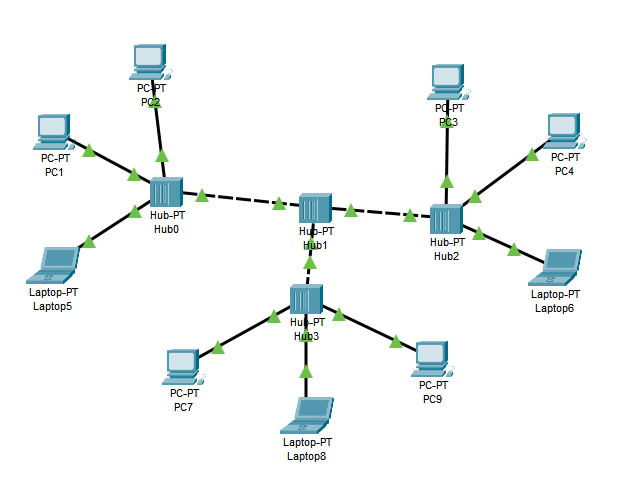 PC-PT
PC2
PC-PT
PC3
PC-PT
PC1
PC-PT
PC4
Hub-PT
Hub0
Hub-PT
Hub1
Hub-PT
Hub2
Laptop-PT
Laptop5
Laptop-PT
Laptop6
Hub-PT
Hub3
PC-PT
PC7
PC-PT
PC9
Laptop-PT
Laptop8